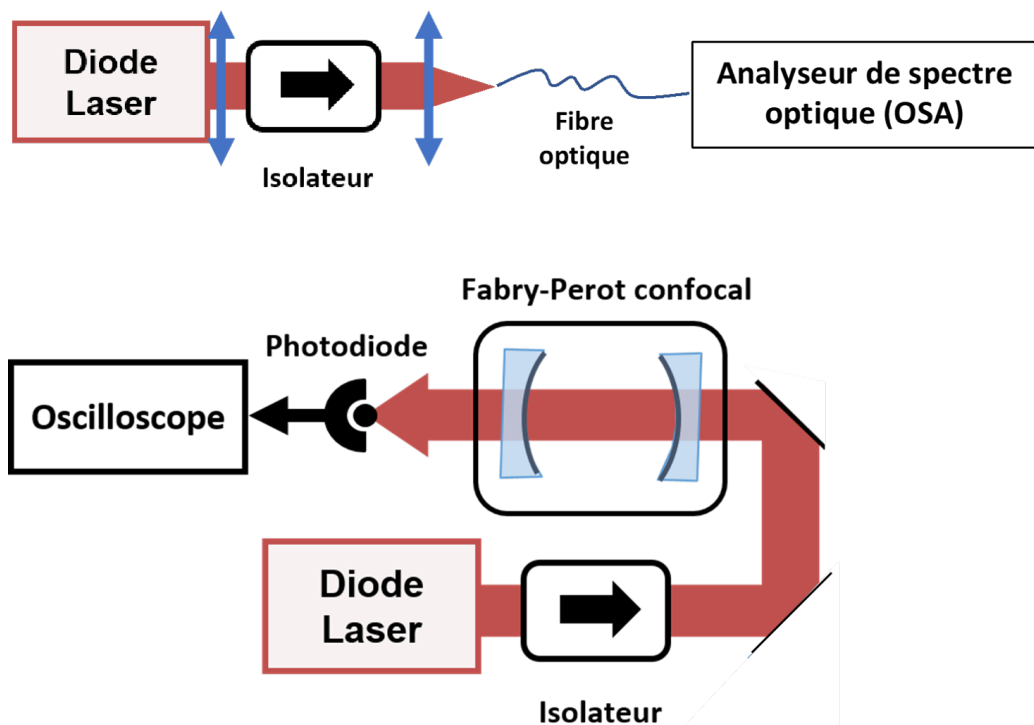 Diode
Laser
Isolateur
Fibre
optique
Analyseur de spectre
optique (OSA)
Fabry-Perot confocal
Photodiode
Oscilloscope
Diode
Laser
Isolateur